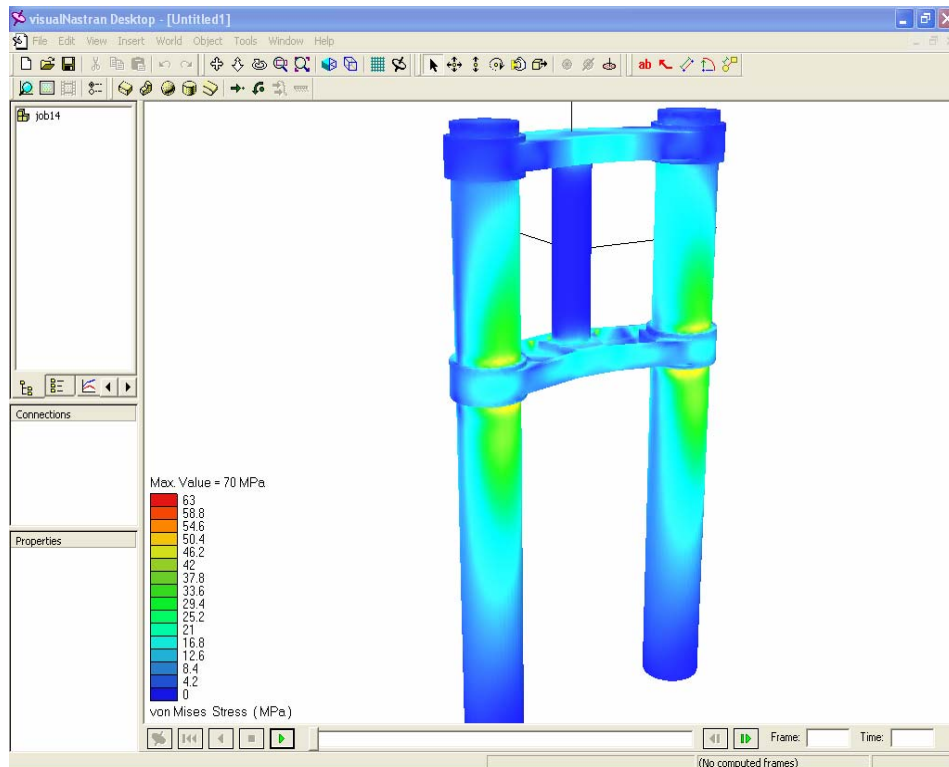 visualNastran Desktop - [Untitled1]
File Edit View Insert World Object Tools Window Help
ab
job14
Connections
Properties
Max. Value = 70 MPa
63
58.8
54.6
50.4
46.2
42
37.8
33.6
29.4
25.2
21
16.8
12.6
8.4
4.2
0
von Mises Stress (MPa)
Frame: Time:
(No computed frames)